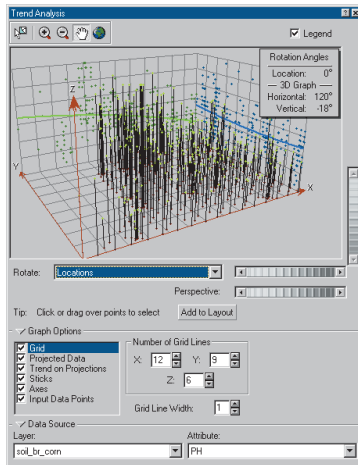 Trend Analysis
Legend
Rotation Angles
Location: 0°
3D Graph
Horizontal: 120°
Vertical: -18°
Z
Y
X
Rotate: Locations
Perspective:
Tip: Click or drag over points to select Add to Layout
Graph Options
Grid
Projected Data
Trend on Projections
Sticks
Axes
Input Data Points
Number of Grid Lines
X: 12 Y: 9
Z: 6
Grid Line Width: 1
Data Source
Layer: Attribute:
soil_br_corn PH